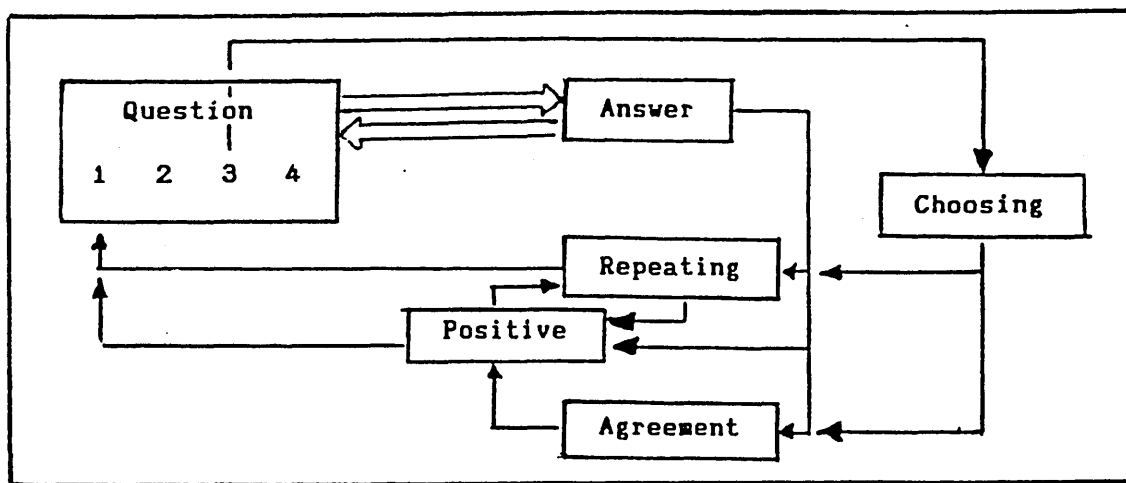 Question
Answer
1 2 3 4
Choosing
Repeating
Positive
Agreement